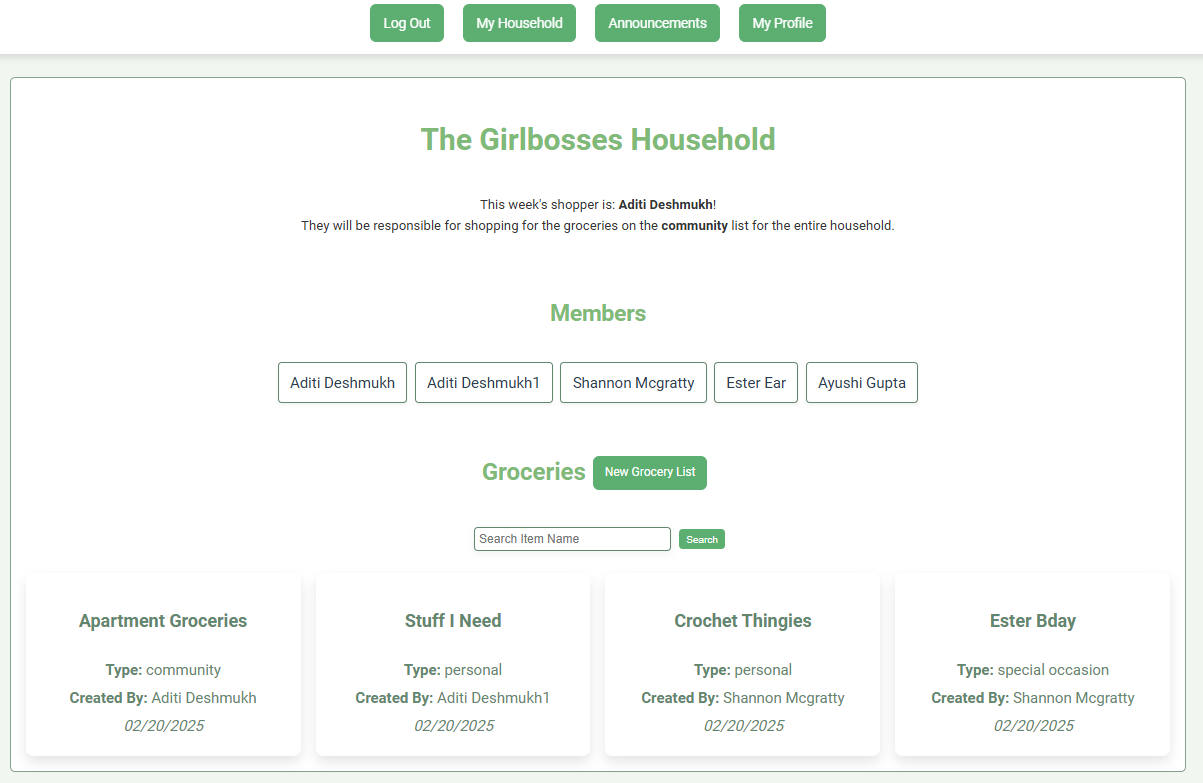 Log Out My Household Announcements My Profile
The Girlbosses Household
This week's shopper is: Aditi Deshmukh!
They will be responsible for shopping for the groceries on the community list for the entire household.
Members
Aditi Deshmukh Aditi Deshmukh1 Shannon Mcgratty Ester Ear Ayushi Gupta
Groceries New Grocery List
Search Item Name Search
Apartment Groceries
Type: community
Created By: Aditi Deshmukh
02/20/2025
Stuff I Need
Type: personal
Created By: Aditi Deshmukh1
02/20/2025
Crochet Thingies
Type: personal
Created By: Shannon Mcgratty
02/20/2025
Ester Bday
Type: special occasion
Created By: Shannon Mcgratty
02/20/2025